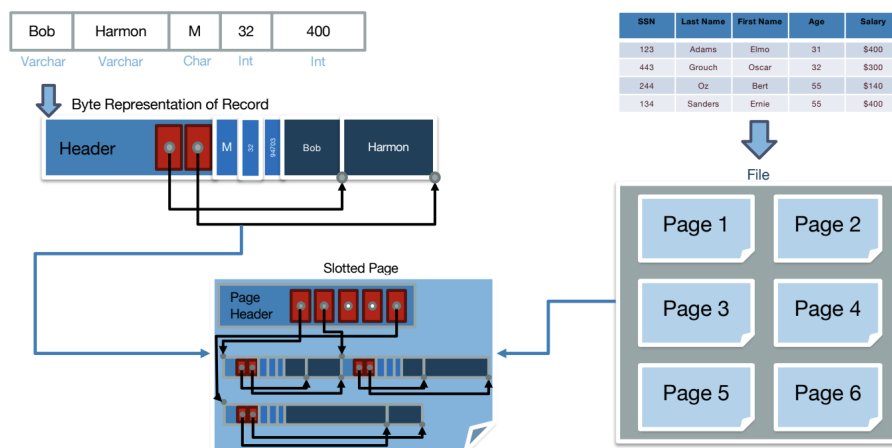 Bob Harmon M 32 400
Varchar Varchar Char Int Int
Byte Representation of Record
Header M 32 94703 Bob Harmon
Slotted Page
Page
Header
SSN Last Name First Name Age Salary
123 Adams Elmo 31 $400
443 Grouch Oscar 32 $300
244 Oz Bert 55 $140
134 Sanders Ernie 55 $400
File
Page 1 Page 2
Page 3 Page 4
Page 5 Page 6